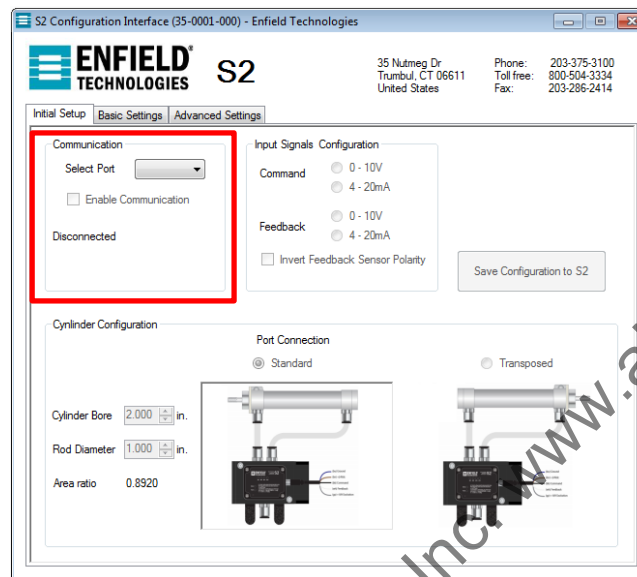 S2 Configuration Interface (35-0001-000) - Enfield Technologies
ENFIELD®
TECHNOLOGIES
S2
35 Nutmeg Dr
Trumbul, CT 06611
United States
Phone: 203-375-3100
Toll free: 800-504-3334
Fax: 203-286-2414
Initial Setup Basic Settings Advanced Settings
Communication
Select Port
Enable Communication
Disconnected
Input Signals Configuration
Command
0 - 10V
4 - 20mA
Feedback
0 - 10V
4 - 20mA
Invert Feedback Sensor Polarity
Save Configuration to S2
Cynlinder Configuration
Port Connection
Standard
Transposed
Cylinder Bore 2.000 in.
Rod Diameter 1.000 in.
Area ratio 0.8920
Inc. www.a